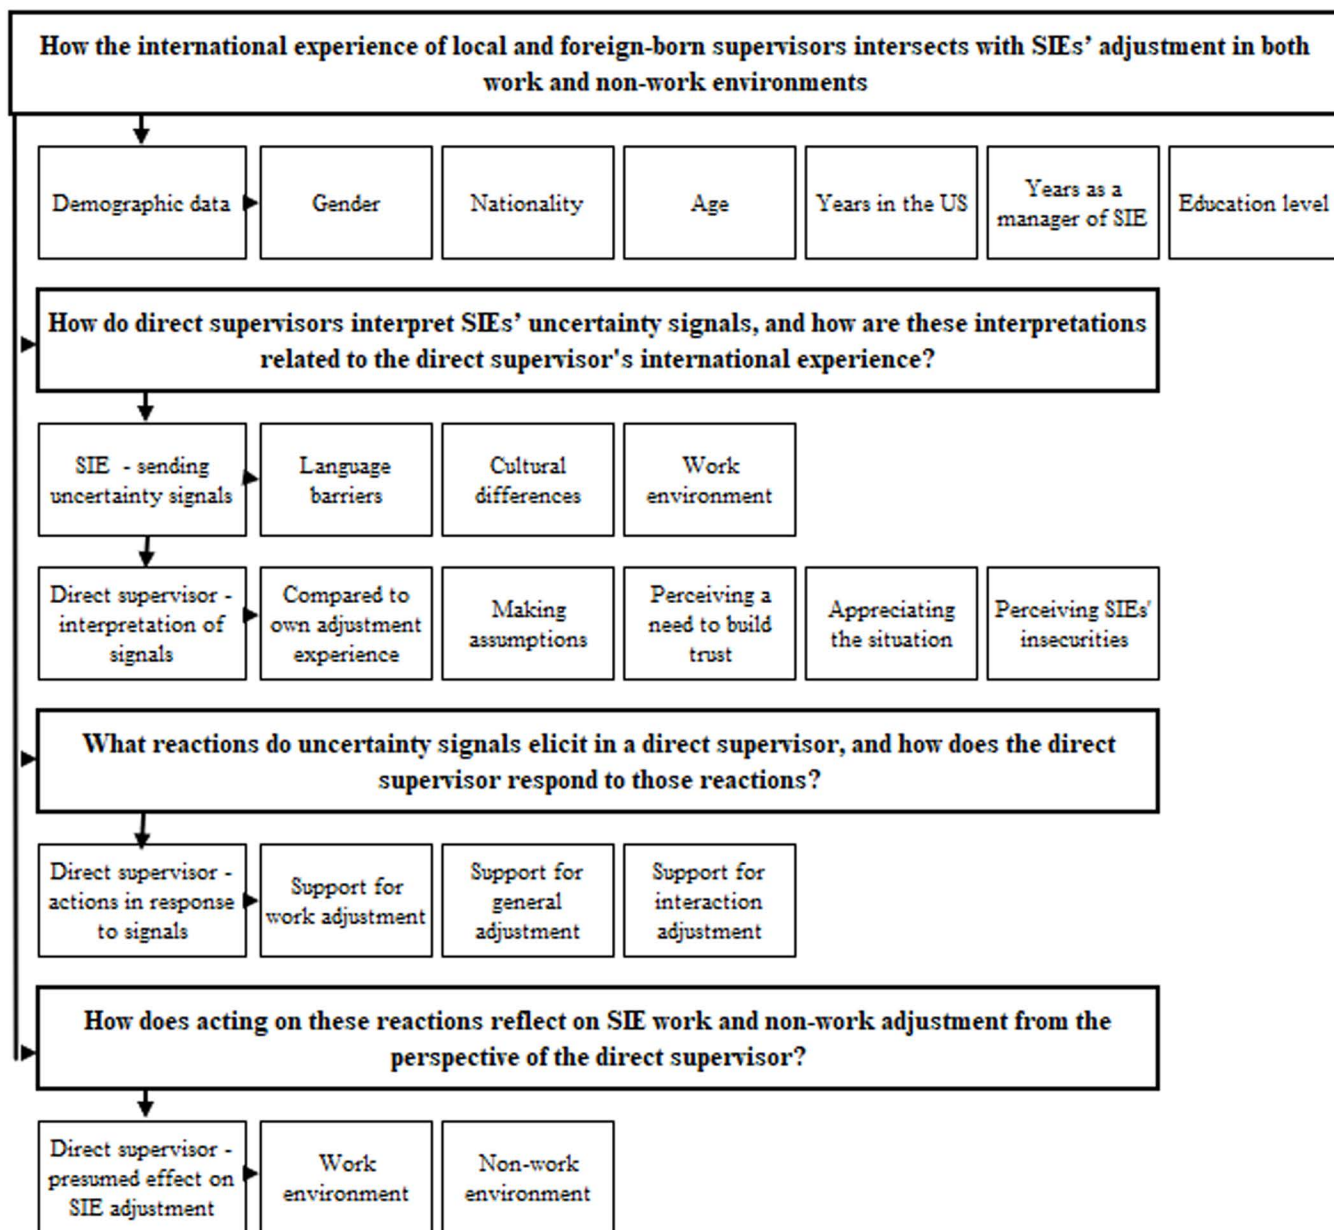 How the international experience of local and foreign-born supervisors intersects with SIEs' adjustment in both
work and non-work environments
Demographic data
Gender
Nationality
Age
Years in the US
Years as a
manager of SIE
Education level
How do direct supervisors interpret SIEs' uncertainty signals, and how are these interpretations
related to the direct supervisor's international experience?
SIE - sending
uncertainty signals
Language
barriers
Cultural
differences
Work
environment
Direct supervisor -
interpretation of
signals
Compared to
own adjustment
experience
Making
assumptions
Perceiving a
need to build
trust
Appreciating
the situation
Perceiving SIEs'
insecurities
What reactions do uncertainty signals elicit in a direct supervisor, and how does the direct
supervisor respond to those reactions?
Direct supervisor -
actions in response
to signals
Support for
work adjustment
Support for
general
adjustment
Support for
interaction
adjustment
How does acting on these reactions reflect on SIE work and non-work adjustment from the
perspective of the direct supervisor?
Direct supervisor -
presumed effect on
SIE adjustment
Work
environment
Non-work
environment